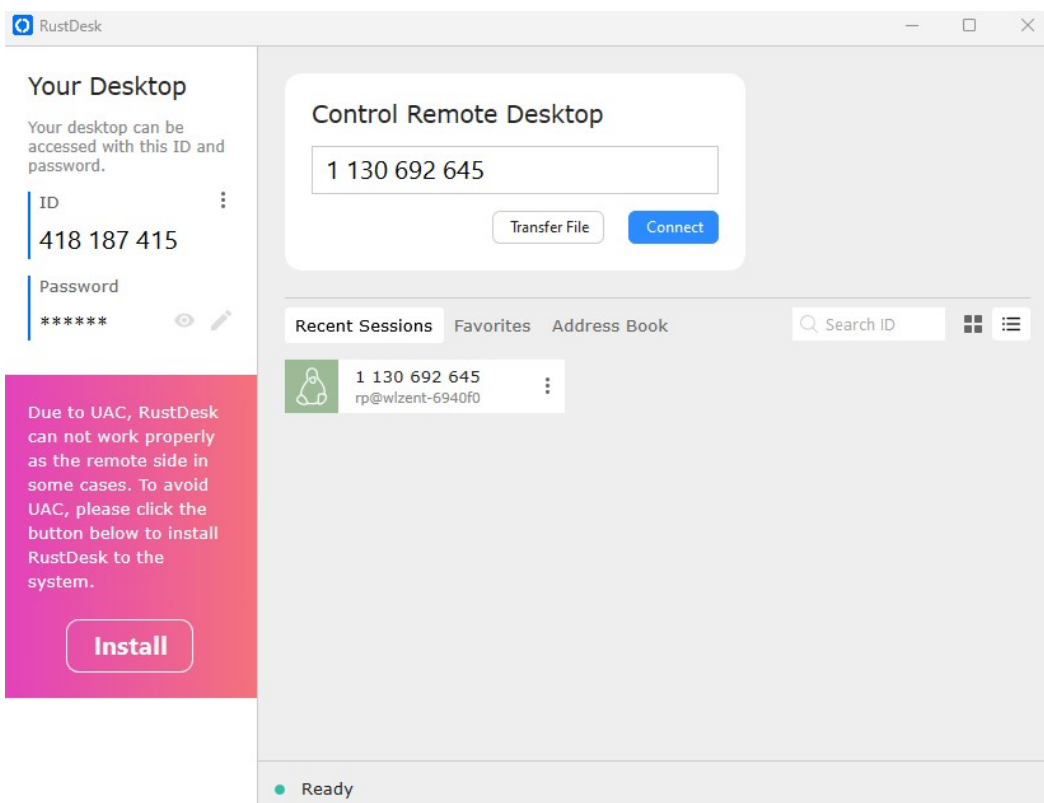 RustDesk
Your Desktop
Your desktop can be
accessed with this ID and
password.
ID
418 187 415
Password
******
Due to UAC, RustDesk
can not work properly
as the remote side in
some cases. To avoid
UAC, please click the
button below to install
RustDesk to the
system.
Install
Control Remote Desktop
1 130 692 645
Transfer File Connect
Recent Sessions Favorites Address Book Search ID
1 130 692 645
rp@wlzent-6940f0
Ready